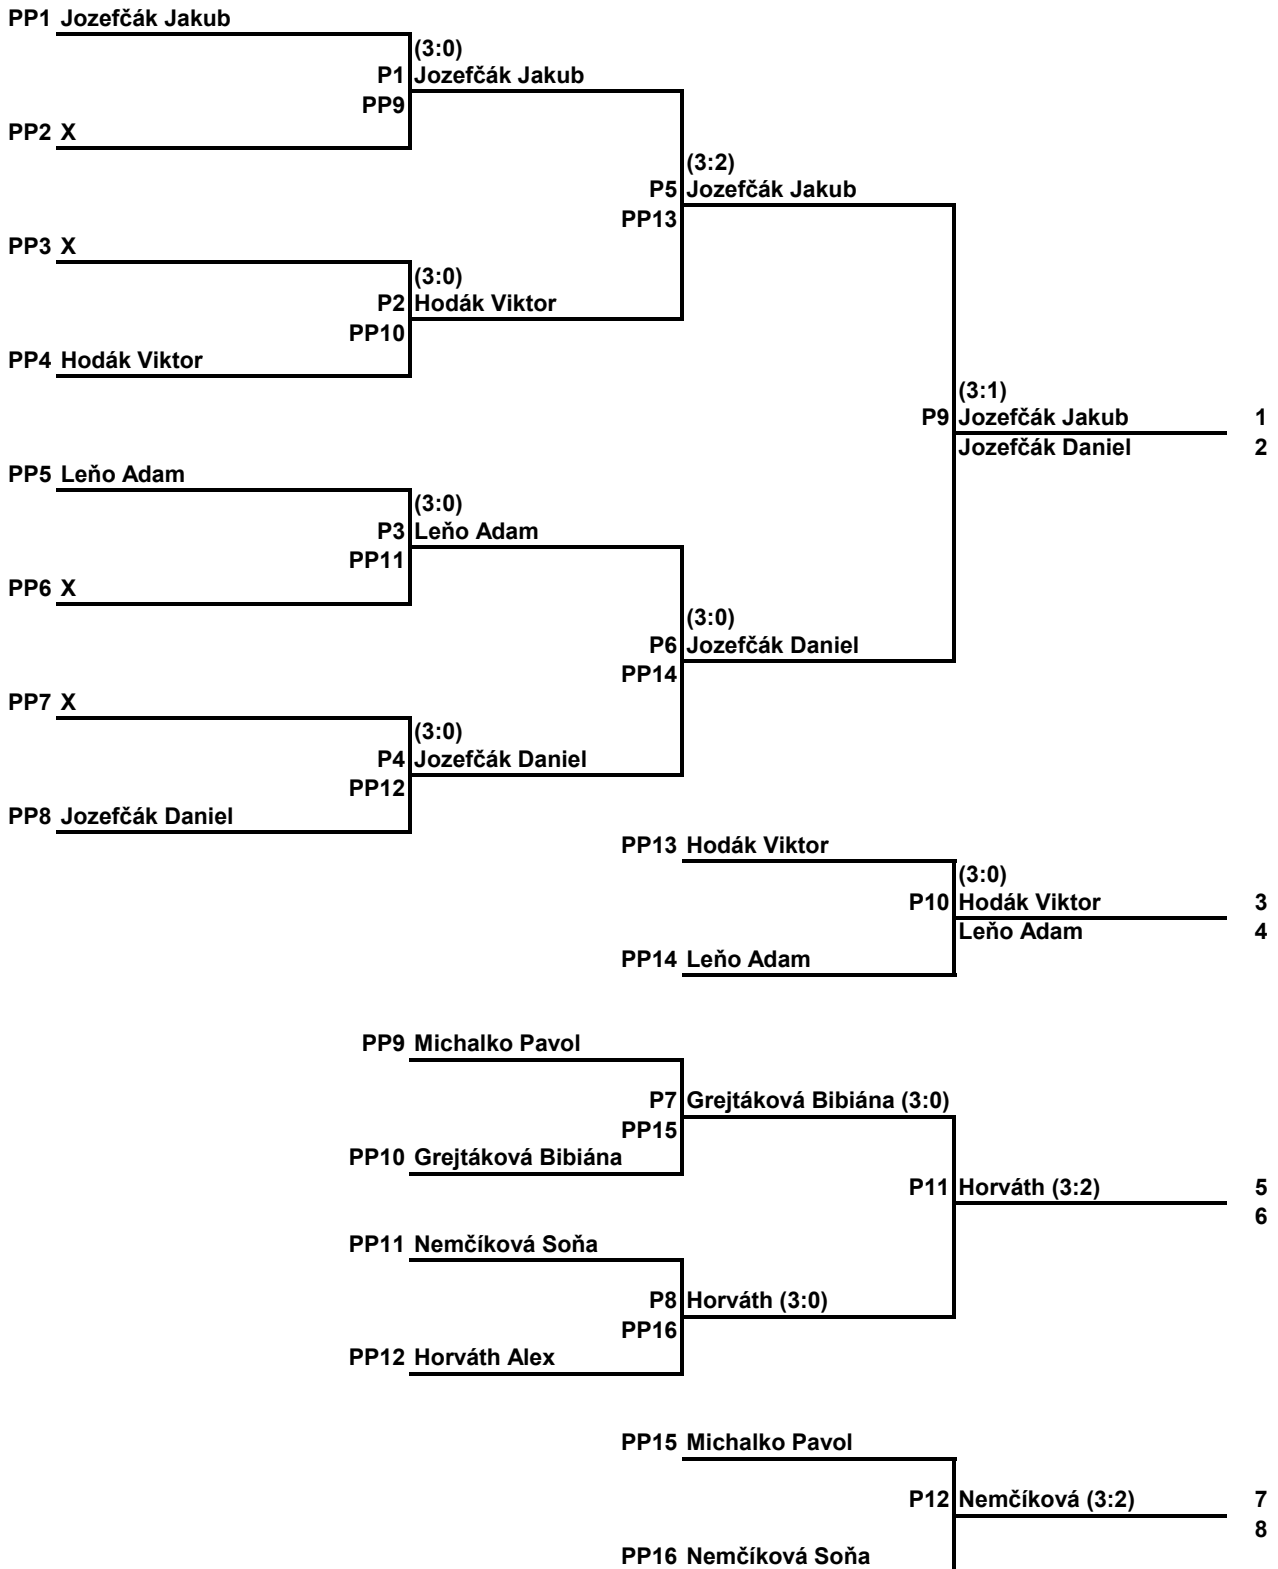 PP1 Jozefčák Jakub
(3:0)
P1 Jozefčák Jakub
PP9
PP2 X
(3:2)
P5 Jozefčák Jakub
PP13
PP3 X
(3:0)
P2 Hodák Viktor
PP10
PP4 Hodák Viktor
(3:1)
P9 Jozefčák Jakub 1
Jozefčák Daniel 2
PP5 Leňo Adam
(3:0)
P3 Leňo Adam
PP11
PP6 X
(3:0)
P6 Jozefčák Daniel
PP14
PP7 X
(3:0)
P4 Jozefčák Daniel
PP12
PP8 Jozefčák Daniel
PP13 Hodák Viktor
(3:0)
P10 Hodák Viktor 3
Leňo Adam 4
PP14 Leňo Adam
PP9 Michalko Pavol
P7 Grejtáková Bibiána (3:0)
PP15
PP10 Grejtáková Bibiána
P11 Horváth (3:2) 5
6
PP11 Nemčíková Soňa
P8 Horváth (3:0)
PP16
PP12 Horváth Alex
PP15 Michalko Pavol
P12 Nemčíková (3:2) 7
8
PP16 Nemčíková Soňa